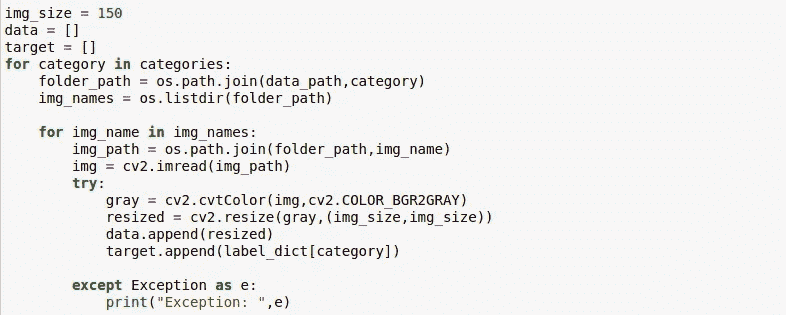 img_size = 150
data = []
target = []
for category in categories:
    folder_path = os.path.join(data_path,category)
    img_names = os.listdir(folder_path)

    for img_name in img_names:
        img_path = os.path.join(folder_path,img_name)
        img = cv2.imread(img_path)
        try:
            gray = cv2.cvtColor(img,cv2.COLOR_BGR2GRAY)
            resized = cv2.resize(gray,(img_size,img_size))
            data.append(resized)
            target.append(label_dict[category])

        except Exception as e:
            print("Exception: ",e)